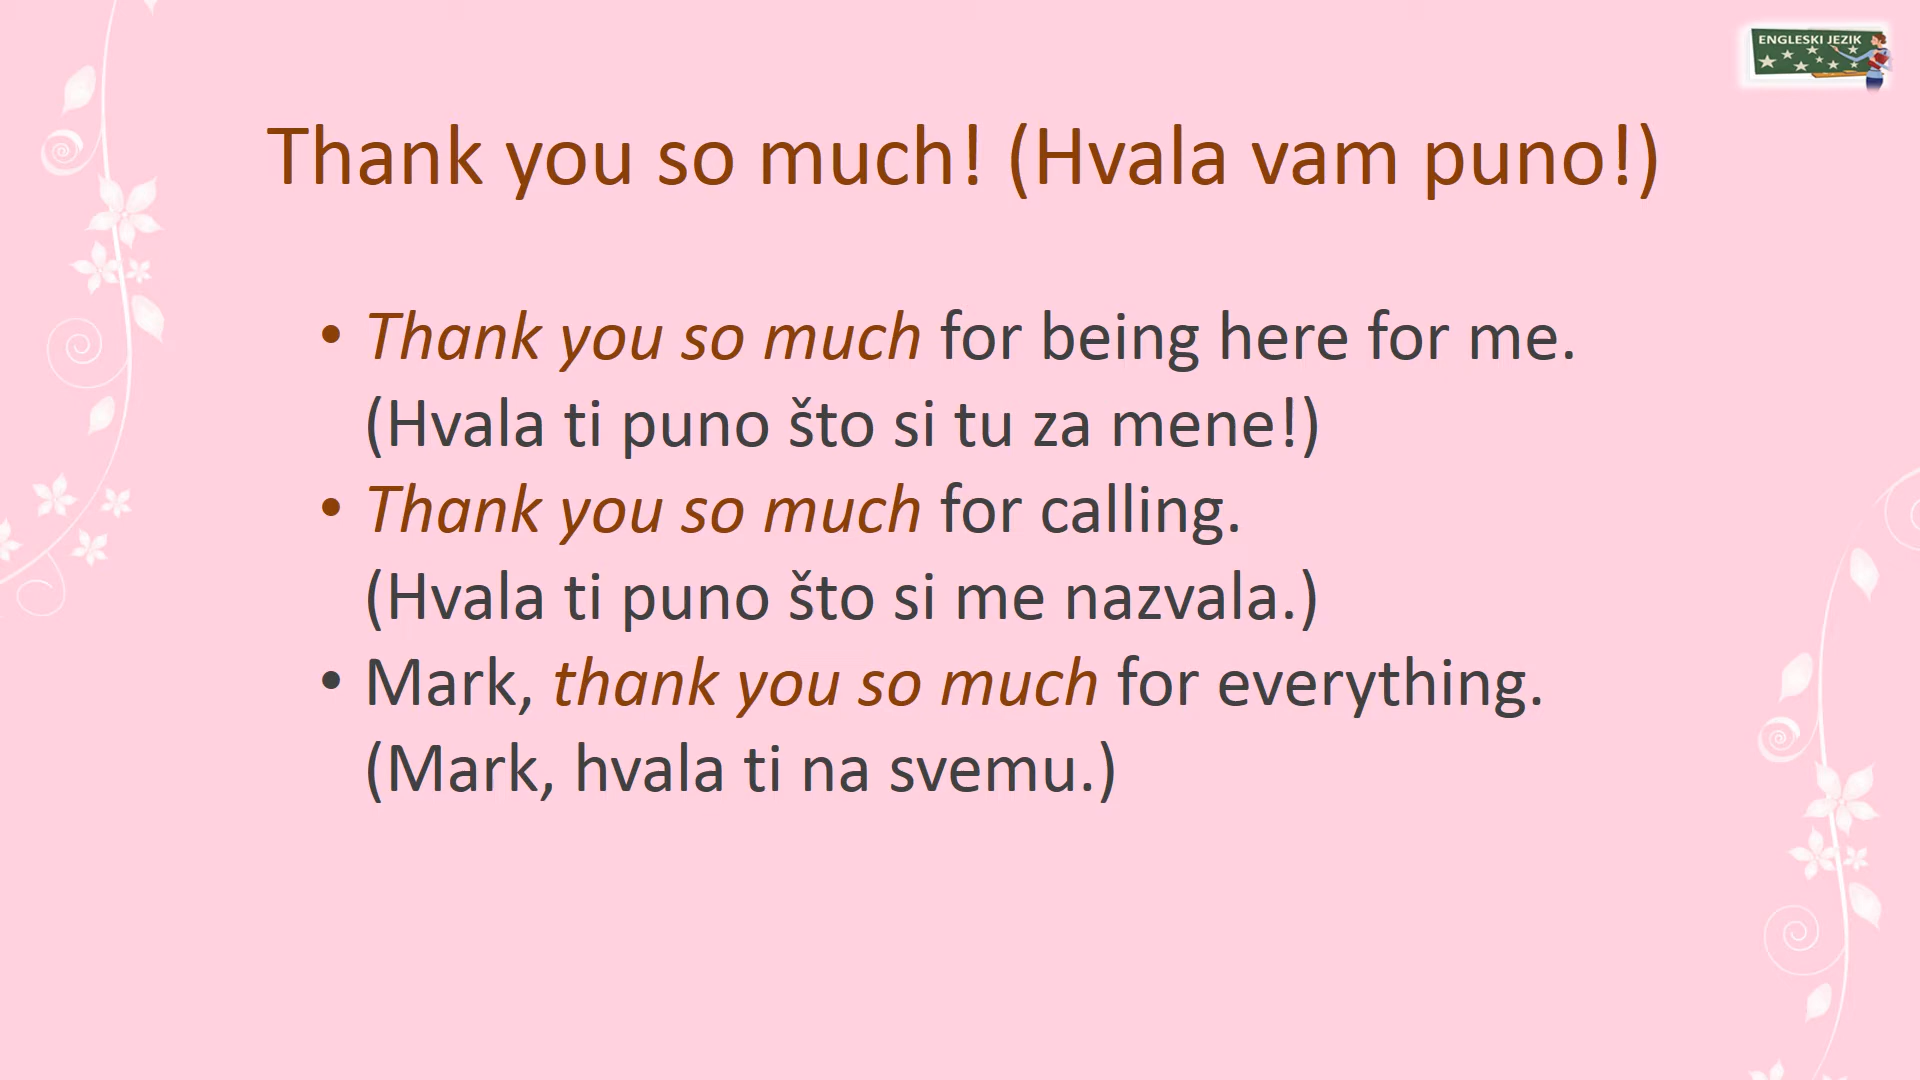 ENGLESKI JEZIK
Thank you so much! (Hvala vam puno!)
• Thank you so much for being here for me.
(Hvala ti puno što si tu za mene!)
• Thank you so much for calling.
(Hvala ti puno što si me nazvala.)
• Mark, thank you so much for everything.
(Mark, hvala ti na svemu.)